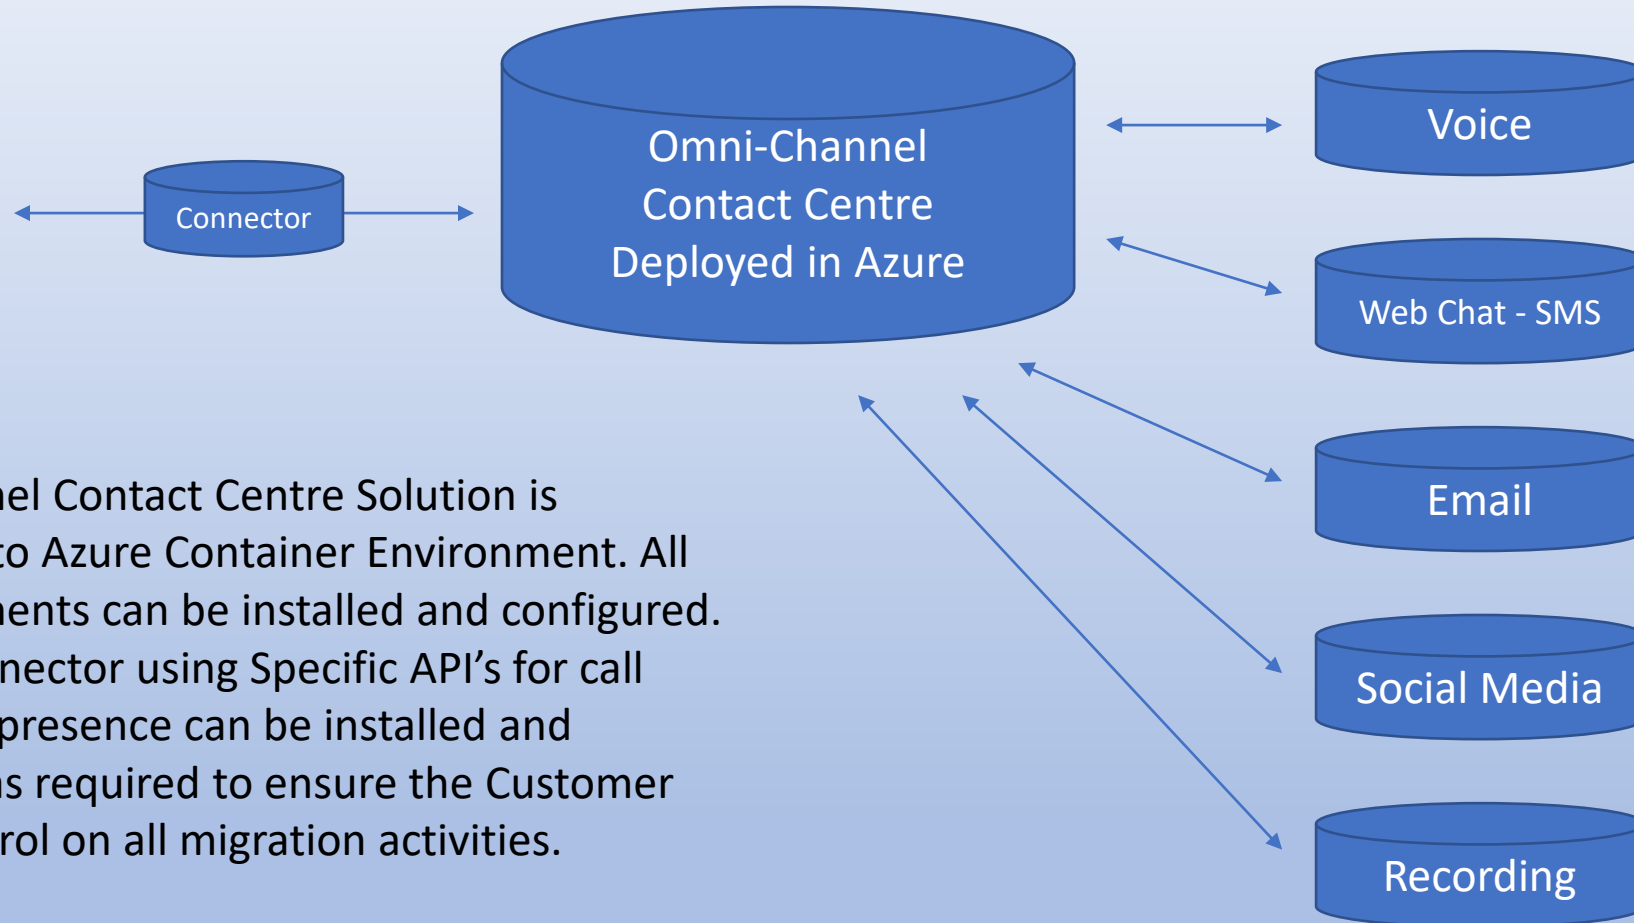 Omni-Channel
Contact Centre
Deployed in Azure
Connector
Voice
Web Chat - SMS
Email
Social Media
Recording
nel Contact Centre Solution is
to Azure Container Environment. All
nents can be installed and configured.
nector using Specific API’s for call
presence can be installed and
as required to ensure the Customer
rol on all migration activities.